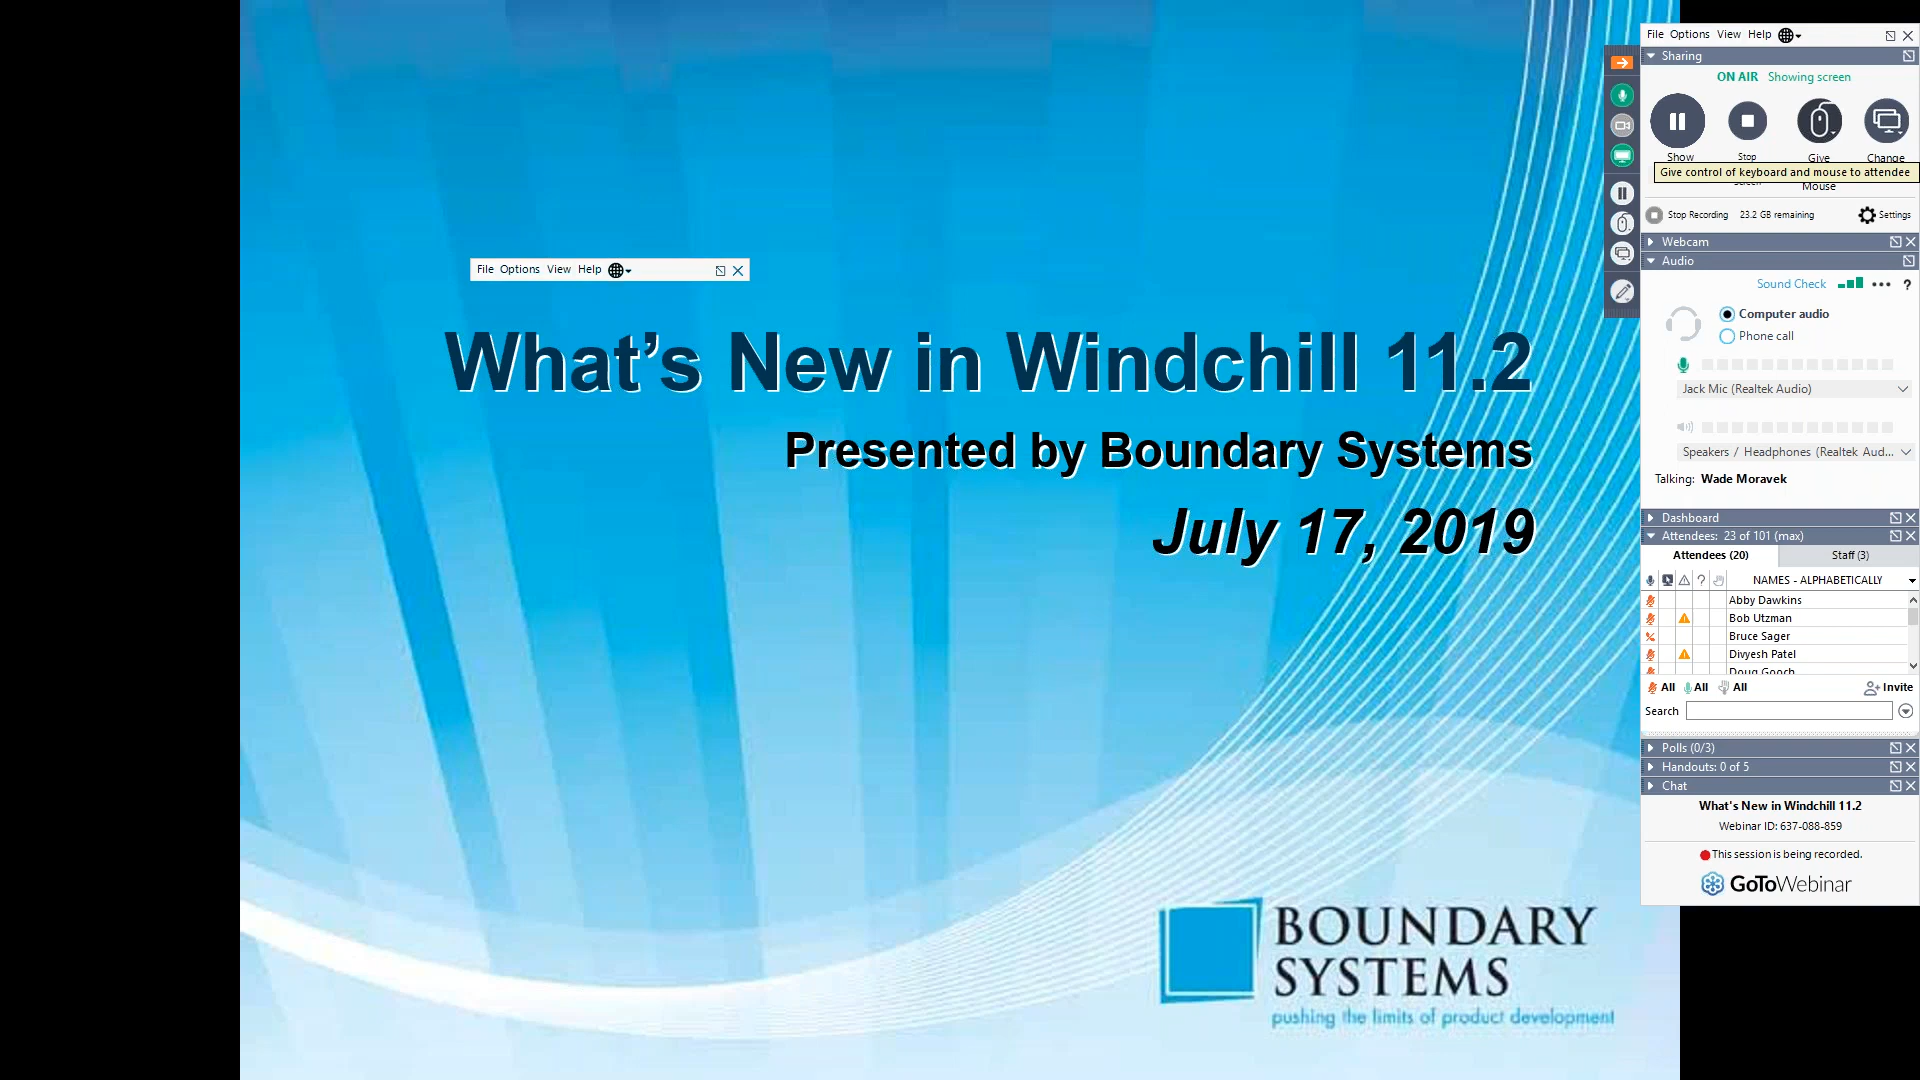 File Options View Help
What's New in Windchill 11.2
Presented by Boundary Systems
July 17, 2019
BOUNDARY
SYSTEMS
pushing the limits of product development
File Options View Help
Sharing
ON AIR Showing screen
Show Stop Give Change
Give control of keyboard and mouse to attendee
Mouse
Stop Recording 23.2 GB remaining Settings
Webcam
Audio
Sound Check ?
Computer audio
Phone call
Jack Mic (Realtek Audio)
Speakers / Headphones (Realtek Aud...
Talking: Wade Moravek
Dashboard
Attendees: 23 of 101 (max)
Attendees (20) Staff (3)
? NAMES - ALPHABETICALLY
Abby Dawkins
Bob Utzman
Bruce Sager
Divyesh Patel
Doug Gooch
All All All Invite
Search
Polls (0/3)
Handouts: 0 of 5
Chat
What's New in Windchill 11.2
Webinar ID: 637-088-859
This session is being recorded.
GoToWebinar